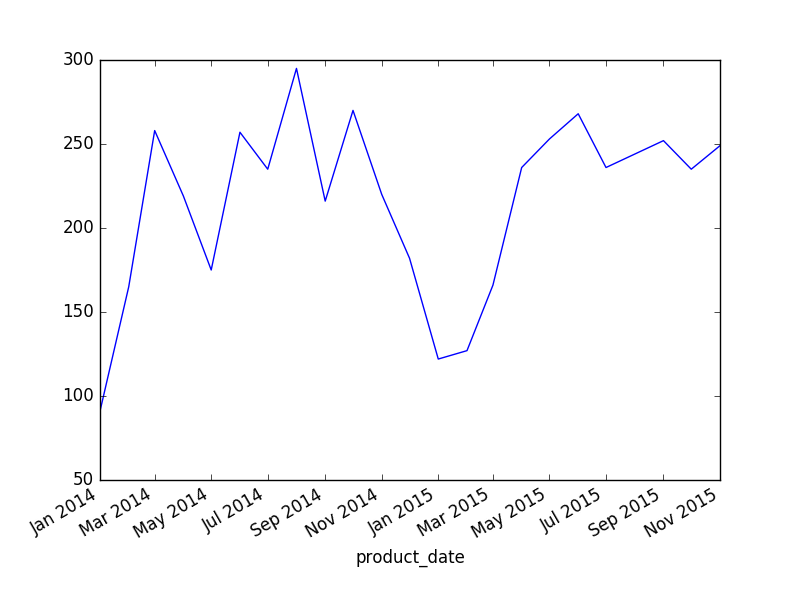 300
250
200
150
100
50
Jan 2014
Mar 2014
May 2014
Jul 2014
Sep 2014
Nov 2014
Jan 2015
Mar 2015
May 2015
Jul 2015
Sep 2015
Nov 2015
product_date